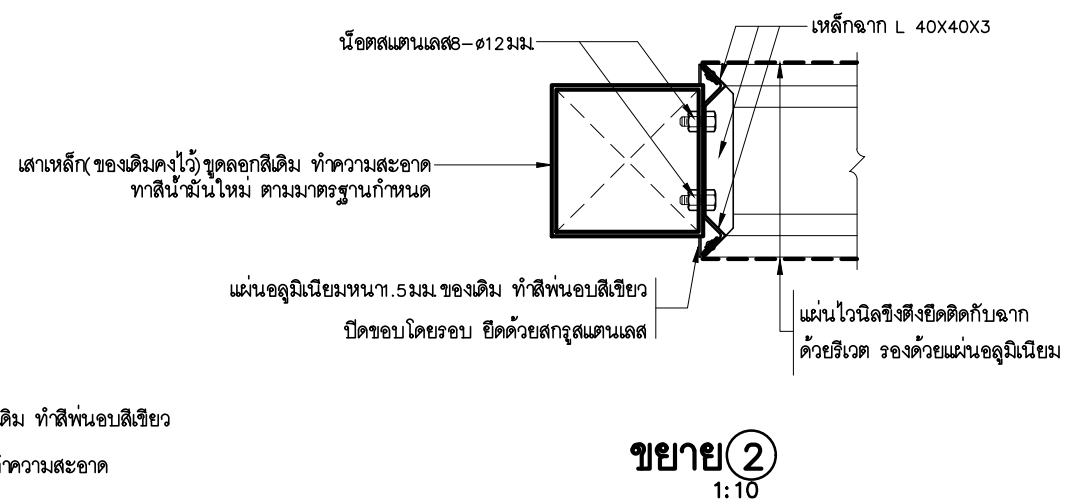 เหล็กฉาก L 40X40X3
น็อตสแตนเลส8-ø12มม.
เสาเหล็ก(ของเดิมคงไว้)ขูดลอกสีเดิม ทำความสะอาด
ทาสีน้ำมันใหม่ ตามมาตรฐานกำหนด
แผ่นอลูมิเนียมหนา1.5มม.ของเดิม ทำสีพ่นอบสีเขียว
ปิดขอบโดยรอบ ยึดด้วยสกรูสแตนเลส
แผ่นไวนิลขึงตึงยึดติดกับฉาก
ด้วยรีเวต รองด้วยแผ่นอลูมิเนียม
ดิม ทำสีพ่นอบสีเขียว
ทำความสะอาด
ขยาย 2
1:10